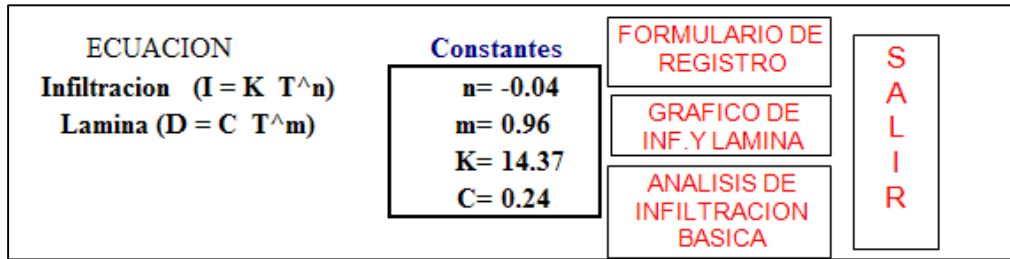 ECUACION
Infiltracion (I = K T^n)
Lamina (D = C T^m)
Constantes
n= -0.04
m= 0.96
K= 14.37
C= 0.24
FORMULARIO DE
REGISTRO
GRAFICO DE
INF.Y LAMINA
ANALISIS DE
INFILTRACION
BASICA
S
A
L
I
R